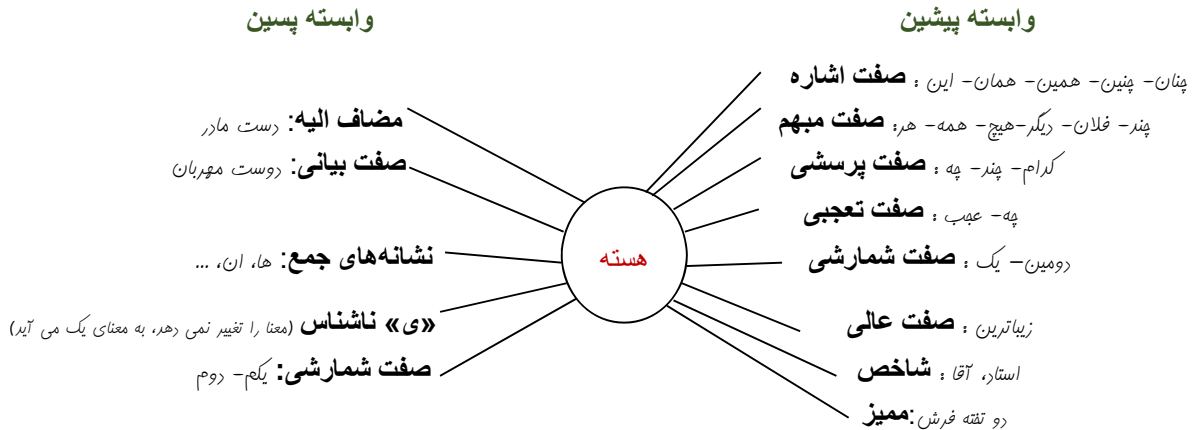 وابسته پیشین
صفت اشاره : چنان- چنین- همین- همان- این
صفت مبهم: چند- فلان- دیگر-هیچ- همه- هر
صفت پرسشی : کدام- چند- چه
صفت تعجبی : چه- عجب
صفت شمارشی : دومین- یک
صفت عالی : زیباترین
شاخص : استاد، آقا
ممیز: دو تخته فرش
هسته
وابسته پسین
مضاف الیه: دست مادر
صفت بیانی: دوست مهربان
نشانه‌های جمع: ها، ان، ...
«ی» ناشناس (معنا را تغییر نمی دهد، به معنای یک می آید)
صفت شمارشی: یکم- دوم